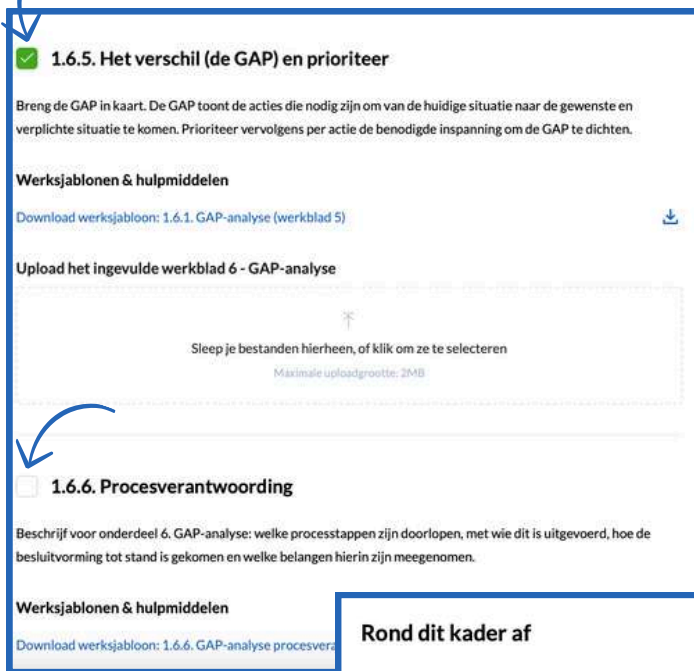 1.6.5. Het verschil (de GAP) en prioriteer
Breng de GAP in kaart. De GAP toont de acties die nodig zijn om van de huidige situatie naar de gewenste en
verplichte situatie te komen. Prioriteer vervolgens per actie de benodigde inspanning om de GAP te dichten.
Werksjablonen & hulpmiddelen
Download werksjabloon: 1.6.1. GAP-analyse (werkblad 5)
Upload het ingevulde werkblad 6 - GAP-analyse
Sleep je bestanden hierheen, of klik om ze te selecteren
Maximale uploadgrootte: 2MB
1.6.6. Procesverantwoording
Beschrijf voor onderdeel 6. GAP-analyse: welke processtappen zijn doorlopen, met wie dit is uitgevoerd, hoe de
besluitvorming tot stand is gekomen en welke belangen hierin zijn meegenomen.
Werksjablonen & hulpmiddelen
Download werksjabloon: 1.6.6. GAP-analyse procesvera
Rond dit kader af